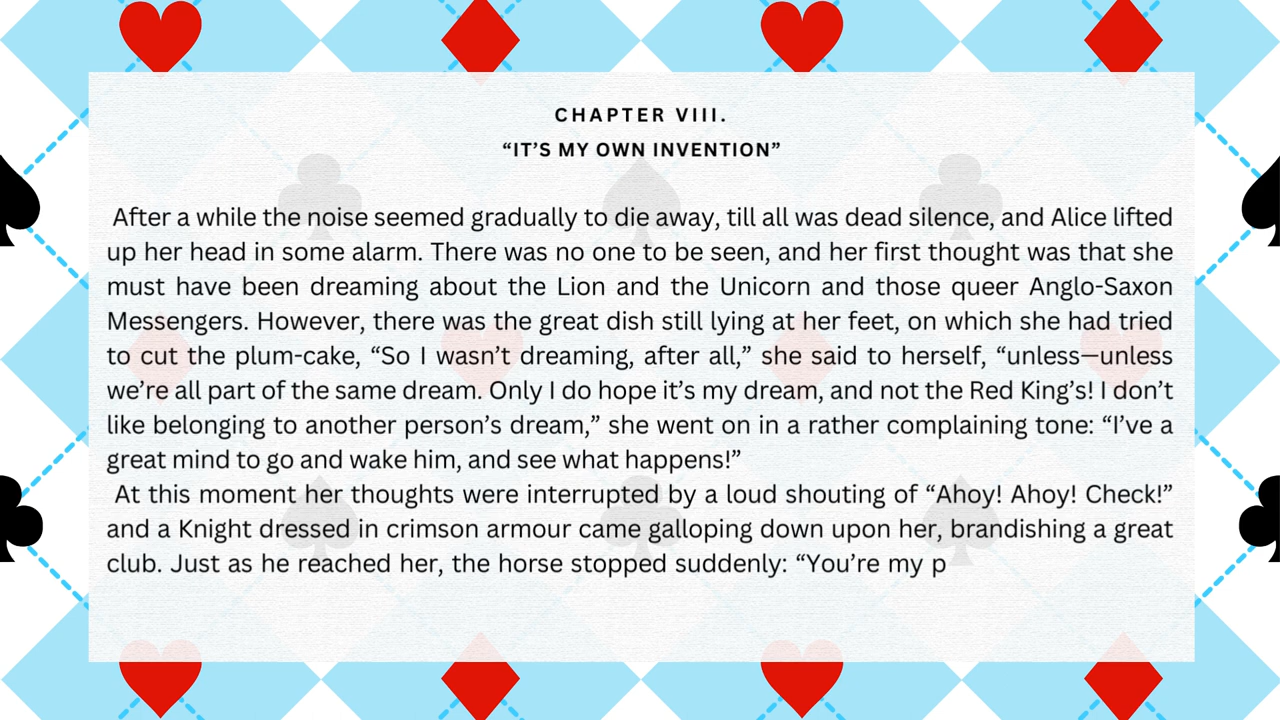 CHAPTER VIII.
“IT’S MY OWN INVENTION”
After a while the noise seemed gradually to die away, till all was dead silence, and Alice lifted
up her head in some alarm. There was no one to be seen, and her first thought was that she
must have been dreaming about the Lion and the Unicorn and those queer Anglo-Saxon
Messengers. However, there was the great dish still lying at her feet, on which she had tried
to cut the plum-cake, “So I wasn’t dreaming, after all,” she said to herself, “unless—unless
we’re all part of the same dream. Only I do hope it’s my dream, and not the Red King’s! I don’t
like belonging to another person’s dream,” she went on in a rather complaining tone: “I’ve a
great mind to go and wake him, and see what happens!”
At this moment her thoughts were interrupted by a loud shouting of “Ahoy! Ahoy! Check!”
and a Knight dressed in crimson armour came galloping down upon her, brandishing a great
club. Just as he reached her, the horse stopped suddenly: “You’re my p